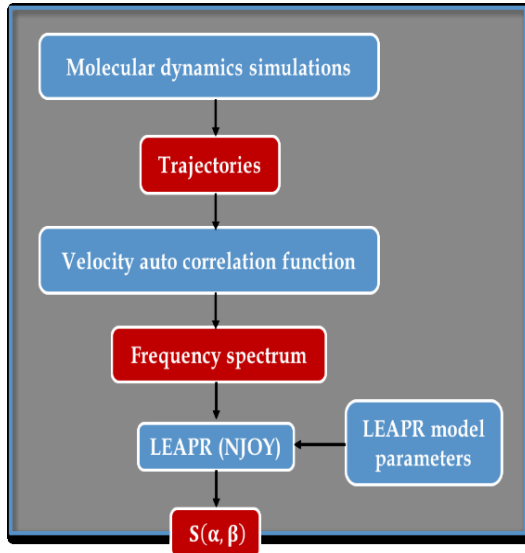 Molecular dynamics simulations
Trajectories
Velocity auto correlation function
Frequency spectrum
LEAPR (NJOY)
LEAPR model
parameters
S(α, β)